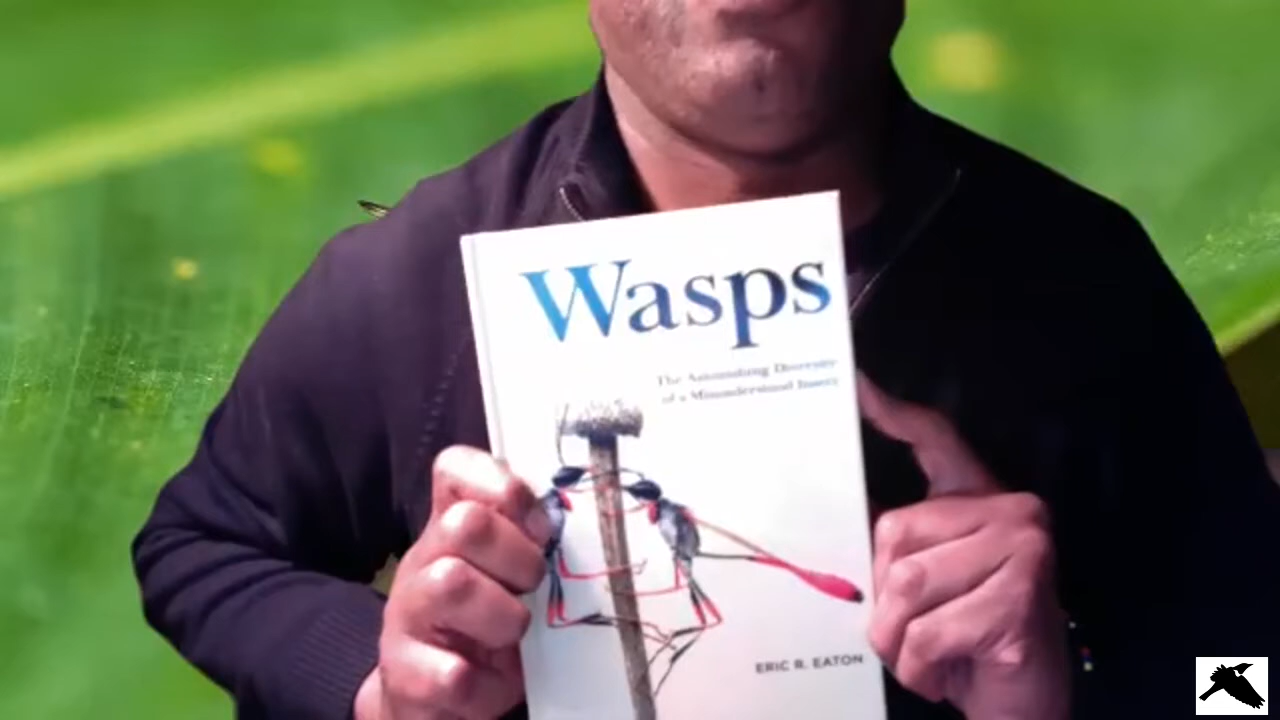 Wasps
The Astonishing Diversity
of a Misunderstood Insect
ERIC R. EATON